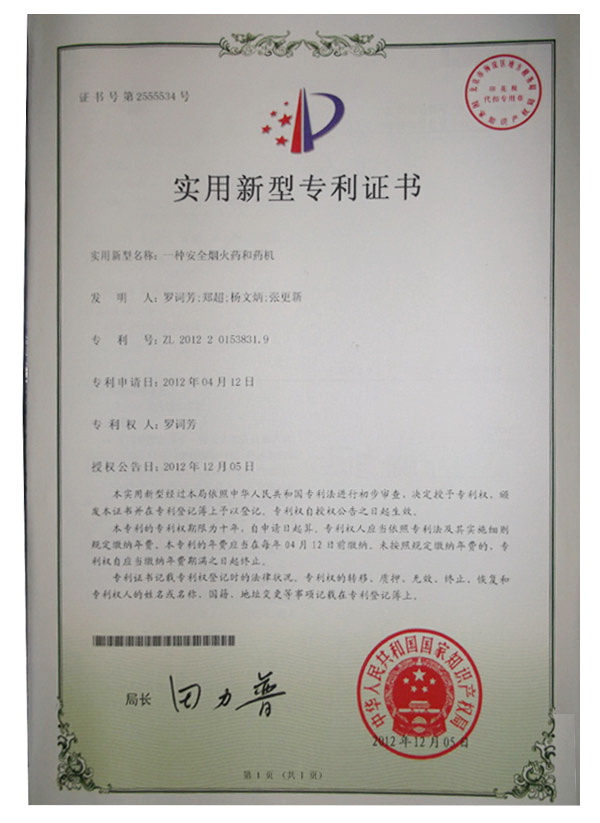 证书号第2555534号
印花税
代扣专用章
国家知识产权局
实用新型专利证书
实用新型名称：一种安全烟火药和药机
发 明 人：罗词芳;郑超;杨文炳;张更新
专 利 号：ZL 2012 2 0153831.9
专利申请日：2012年04月12日
专 利 权 人：罗词芳
授权公告日：2012年12月05日
本实用新型经过本局依照中华人民共和国专利法进行初步审查，决定授予专利权，颁
发本证书并在专利登记簿上予以登记。专利权自授权公告之日起生效。
本专利的专利权期限为十年，自申请日起算。专利权人应当依照专利法及其实施细则
规定缴纳年费。本专利的年费应当在每年04月12日前缴纳。未按照规定缴纳年费的，专
利权自应当缴纳年费期满之日起终止。
专利证书记载专利权登记时的法律状况。专利权的转移、质押、无效、终止、恢复和
专利权人的姓名或名称、国籍、地址变更等事项记载在专利登记簿上。
局长 田力普
中华人民共和国国家知识产权局
2012年12月05日
第1页（共1页）